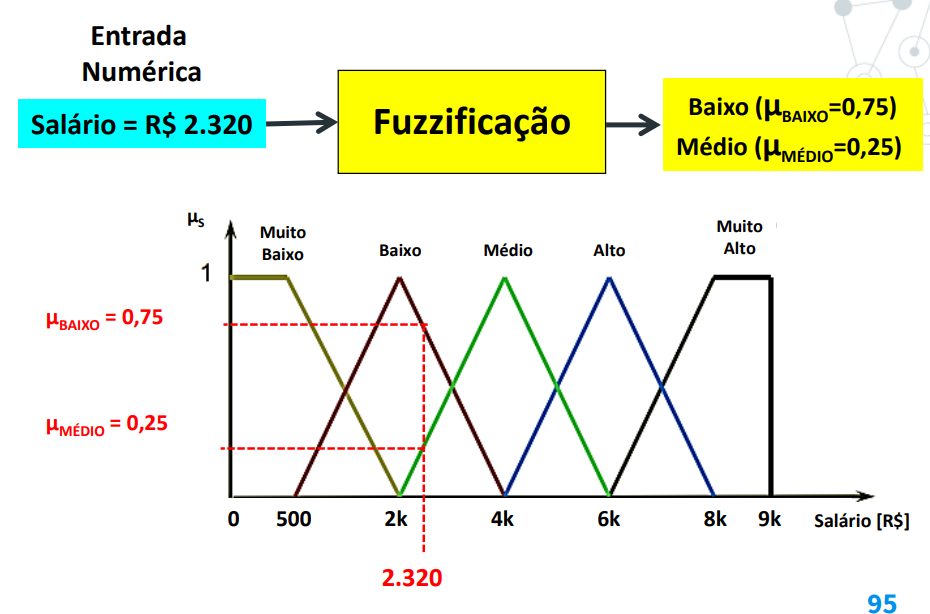 Entrada
Numérica
Salário = R$ 2.320
Fuzzificação
Baixo (μBAIXO=0,75)
Médio (μMÉDIO=0,25)
μS
Muito
Baixo
Baixo
Médio
Alto
Muito
Alto
1
μBAIXO = 0,75
μMÉDIO = 0,25
0 500 2k 4k 6k 8k 9k Salário [R$]
2.320
95